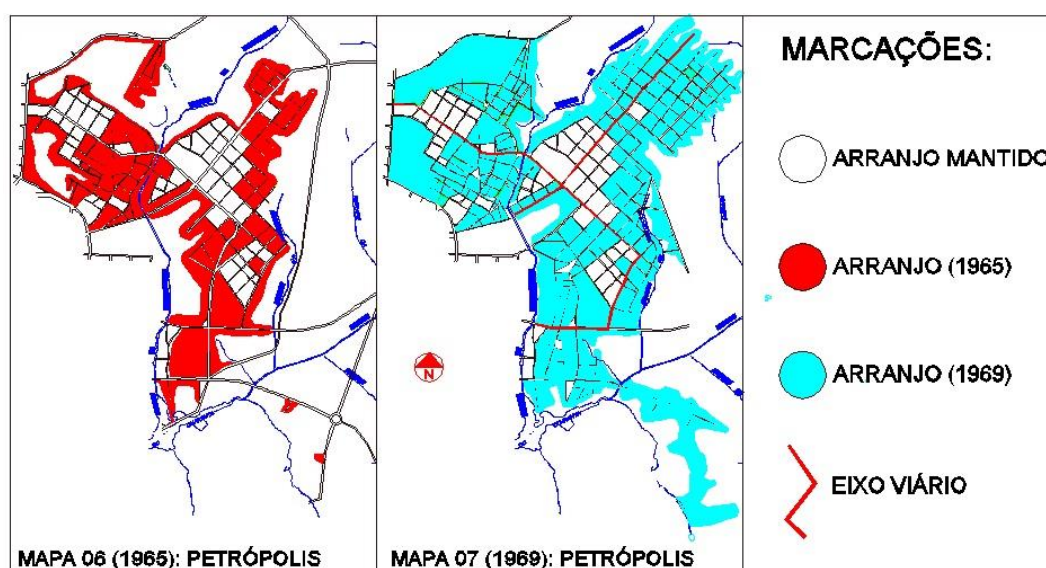 MARCAÇÕES:
ARRANJO MANTIDO
ARRANJO (1965)
ARRANJO (1969)
EIXO VIÁRIO
N
MAPA 06 (1965): PETRÓPOLIS
MAPA 07 (1969): PETRÓPOLIS